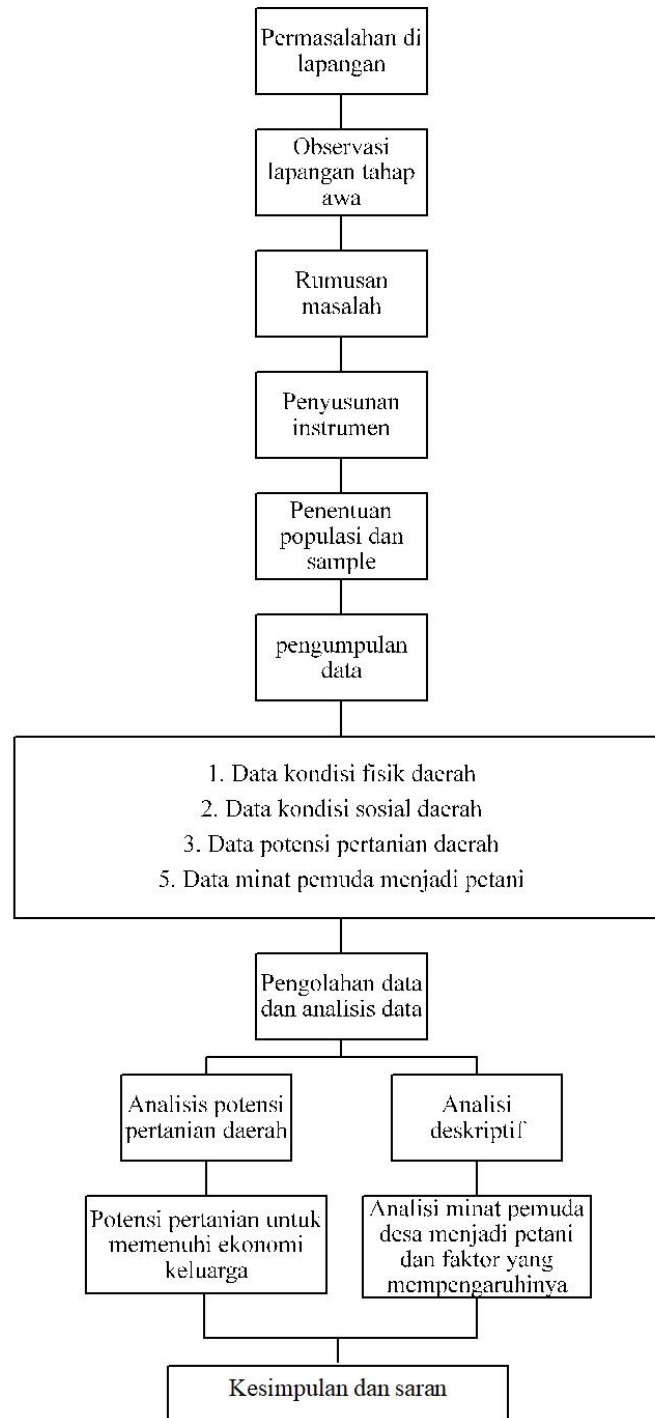 Permasalahan di
lapangan
Observasi
lapangan tahap
awa
Rumusan
masalah
Penyusunan
instrumen
Penentuan
populasi dan
sample
pengumpulan
data
1. Data kondisi fisik daerah
2. Data kondisi sosial daerah
3. Data potensi pertanian daerah
5. Data minat pemuda menjadi petani
Pengolahan data
dan analisis data
Analisis potensi
pertanian daerah
Analisi
deskriptif
Potensi pertanian untuk
memenuhi ekonomi
keluarga
Analisi minat pemuda
desa menjadi petani
dan faktor yang
mempengaruhinya
Kesimpulan dan saran